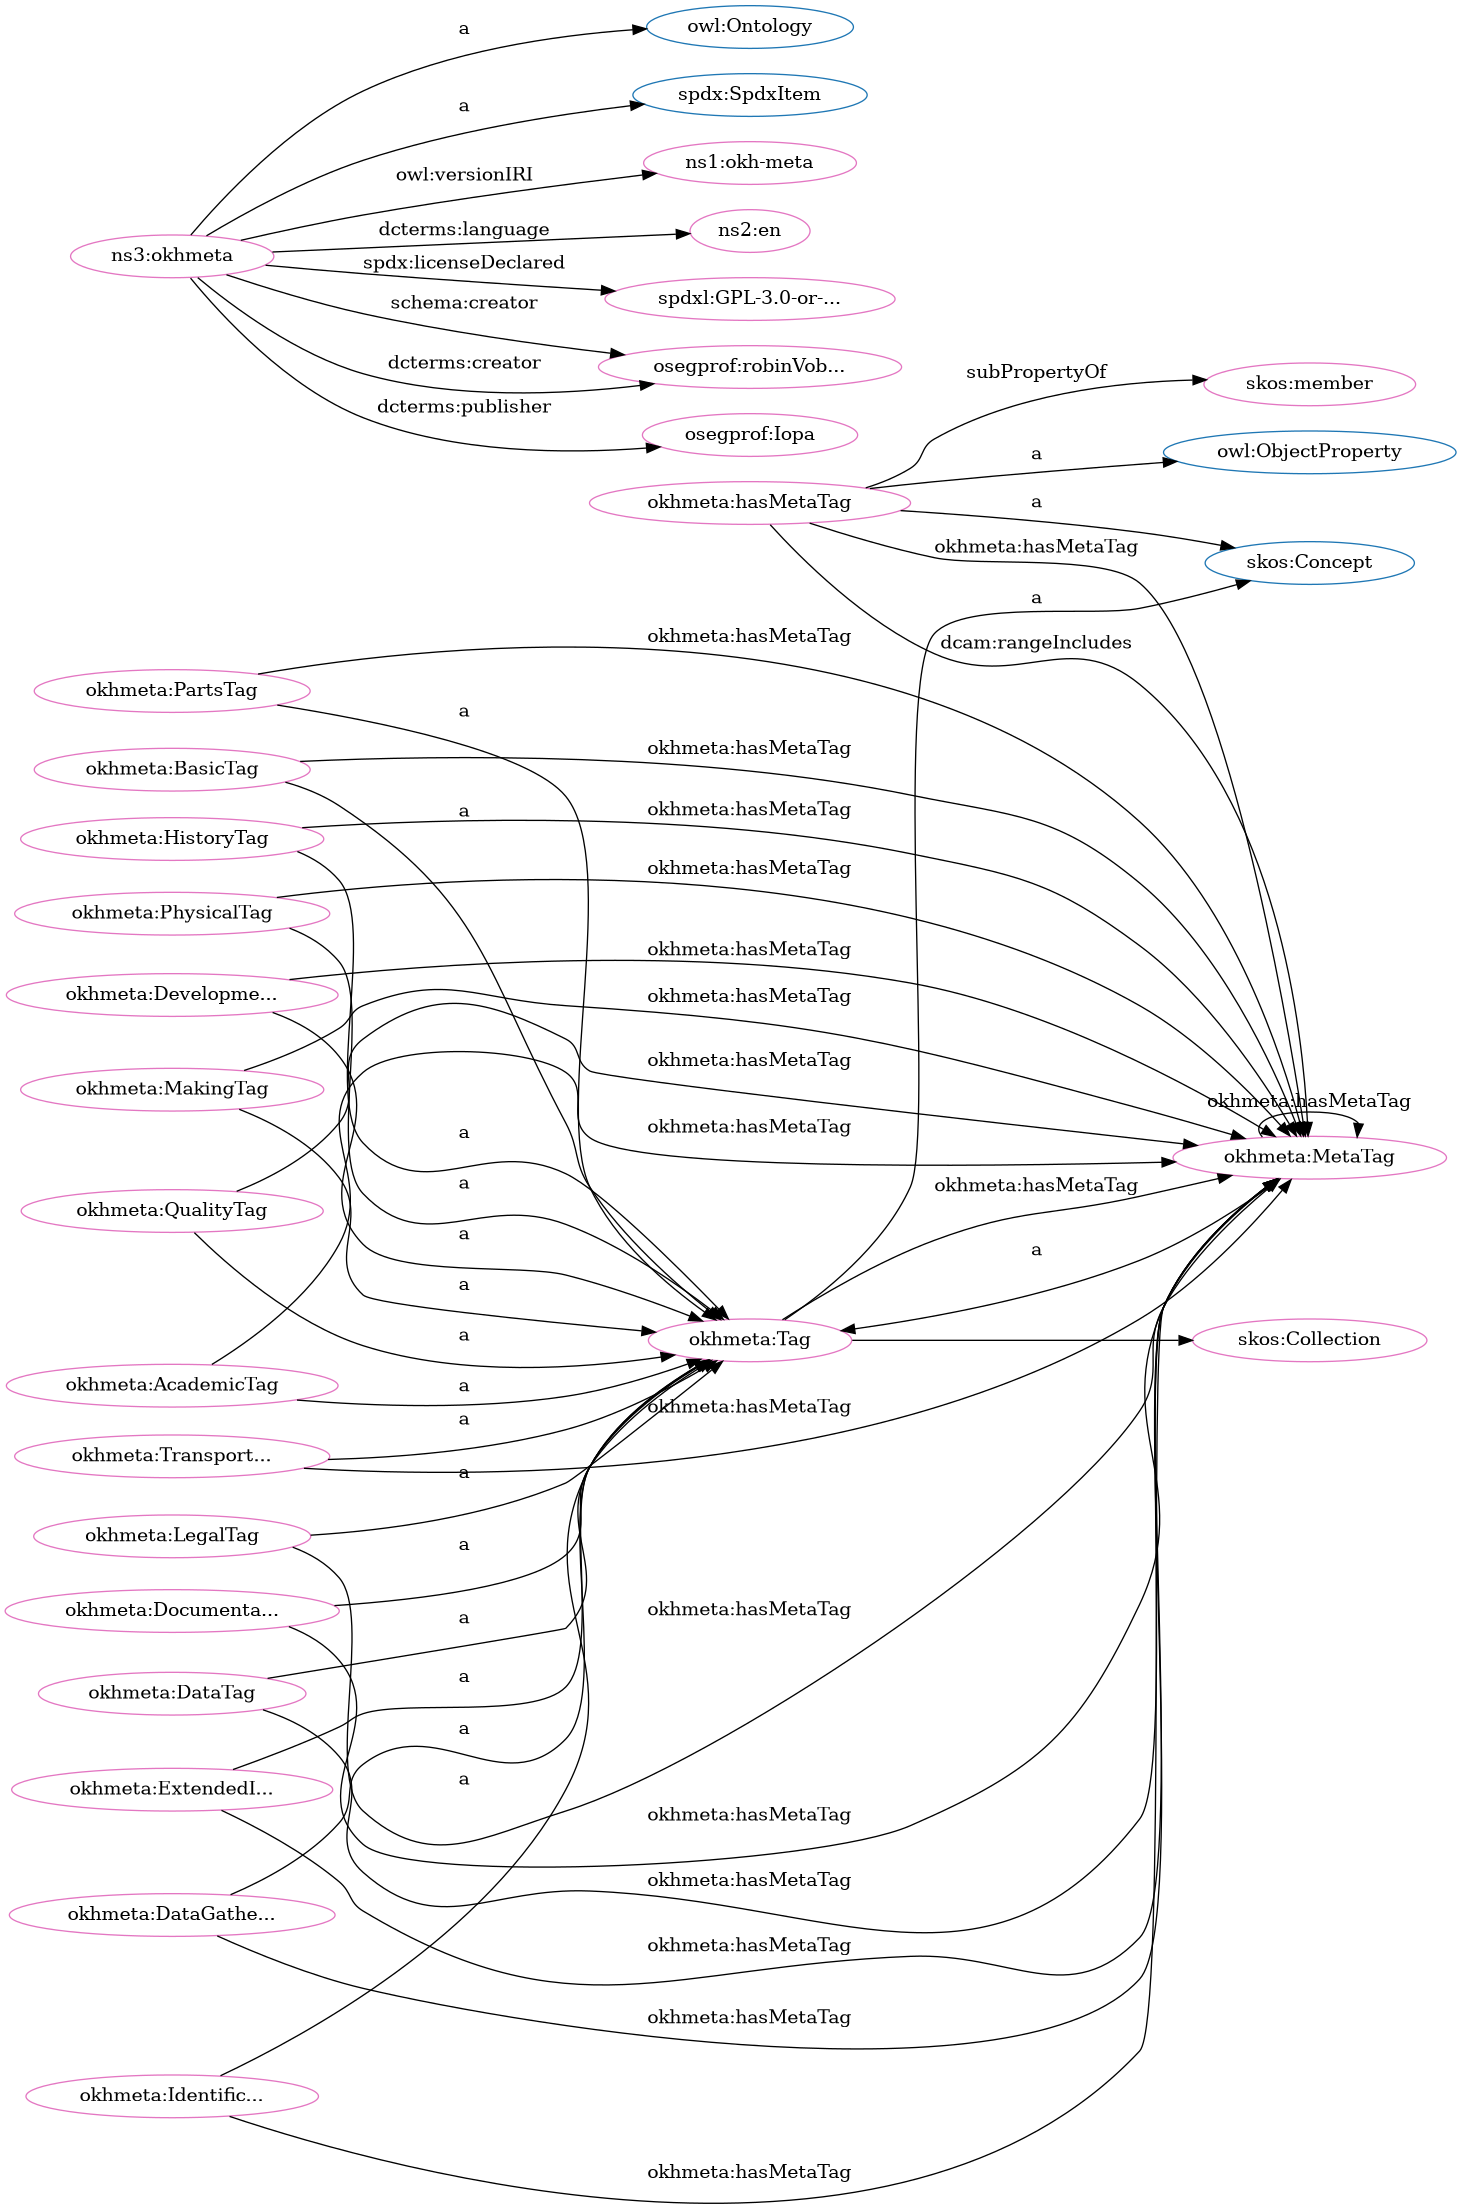 owl:Ontology
a
spdx:SpdxItem
a
ns1:okh-meta
owl:versionIRI
ns2:en
dcterms:language
ns3:okhmeta
spdx:licenseDeclared
spdxl:GPL-3.0-or-...
schema:creator
dcterms:creator
osegprof:robinVob...
dcterms:publisher
osegprof:Iopa
subPropertyOf
skos:member
a
owl:ObjectProperty
okhmeta:hasMetaTag
a
okhmeta:hasMetaTag
skos:Concept
a
dcam:rangeIncludes
okhmeta:hasMetaTag
okhmeta:PartsTag
a
okhmeta:hasMetaTag
okhmeta:BasicTag
a
okhmeta:hasMetaTag
okhmeta:HistoryTag
okhmeta:hasMetaTag
okhmeta:PhysicalTag
okhmeta:hasMetaTag
okhmeta:Developme...
okhmeta:hasMetaTag
okhmeta:hasMetaTag
okhmeta:MakingTag
okhmeta:hasMetaTag
okhmeta:hasMetaTag
a
okhmeta:MetaTag
a
okhmeta:hasMetaTag
okhmeta:QualityTag
a
a
a
a
okhmeta:Tag
skos:Collection
okhmeta:AcademicTag
a
okhmeta:hasMetaTag
a
okhmeta:Transport...
a
okhmeta:LegalTag
a
okhmeta:Documenta...
okhmeta:hasMetaTag
a
okhmeta:DataTag
a
a
okhmeta:ExtendedI...
a
okhmeta:hasMetaTag
okhmeta:hasMetaTag
okhmeta:DataGathe...
okhmeta:hasMetaTag
okhmeta:hasMetaTag
okhmeta:Identific...
okhmeta:hasMetaTag